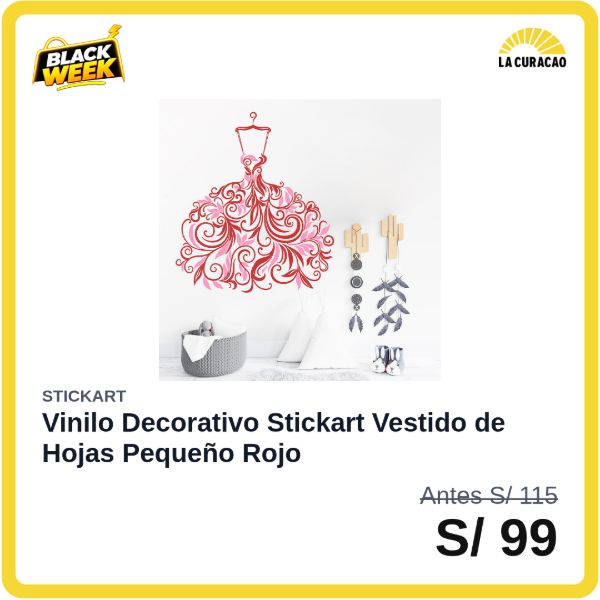 BLACK
WEEK
LA CURACAO
STICKART
Vinilo Decorativo Stickart Vestido de
Hojas Pequeño Rojo
Antes S/ 115
S/ 99